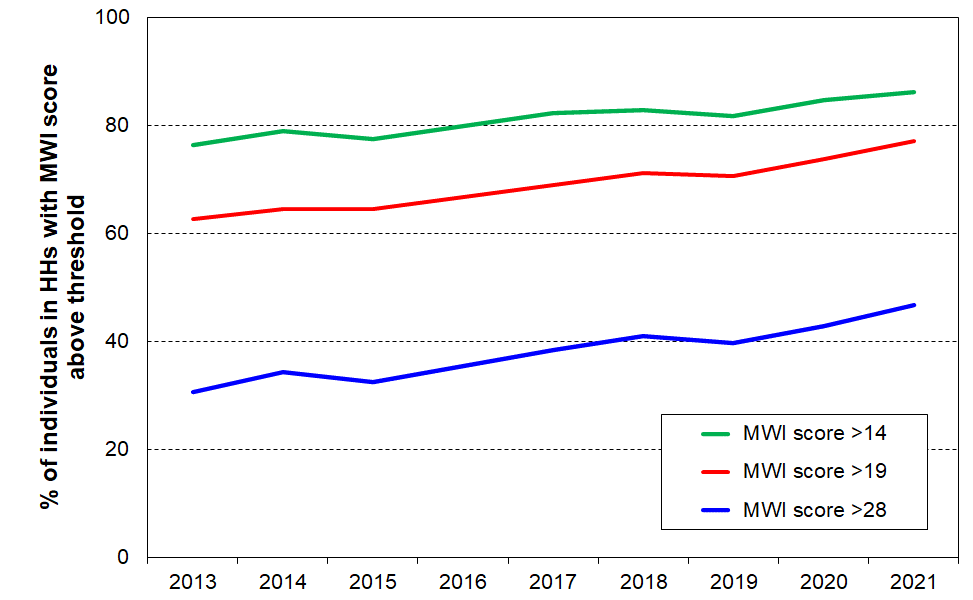 % of individuals in HHs with MWI score
above threshold
100
80
60
40
20
0
MWI score >14
MWI score >19
MWI score >28
2013 2014 2015 2016 2017 2018 2019 2020 2021